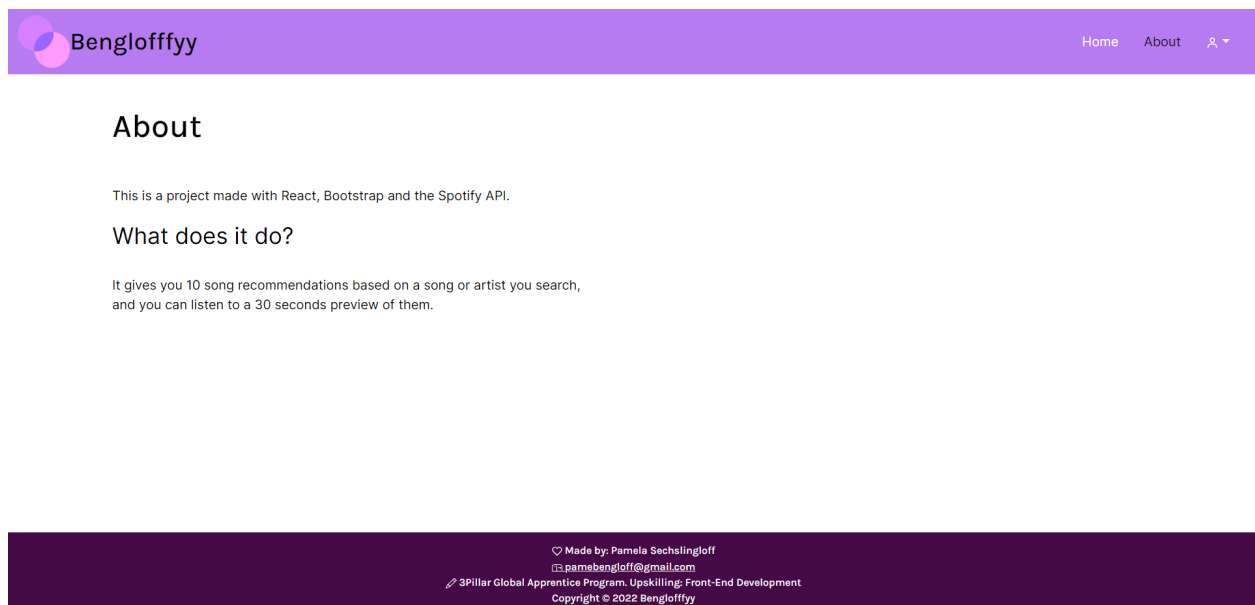 Benglofffyy
Home About
About
This is a project made with React, Bootstrap and the Spotify API.
What does it do?
It gives you 10 song recommendations based on a song or artist you search,
and you can listen to a 30 seconds preview of them.
Made by: Pamela Sechslingloff
pamebengloff@gmail.com
3Pillar Global Apprentice Program. Upskilling: Front-End Development
Copyright © 2022 Benglofffyy